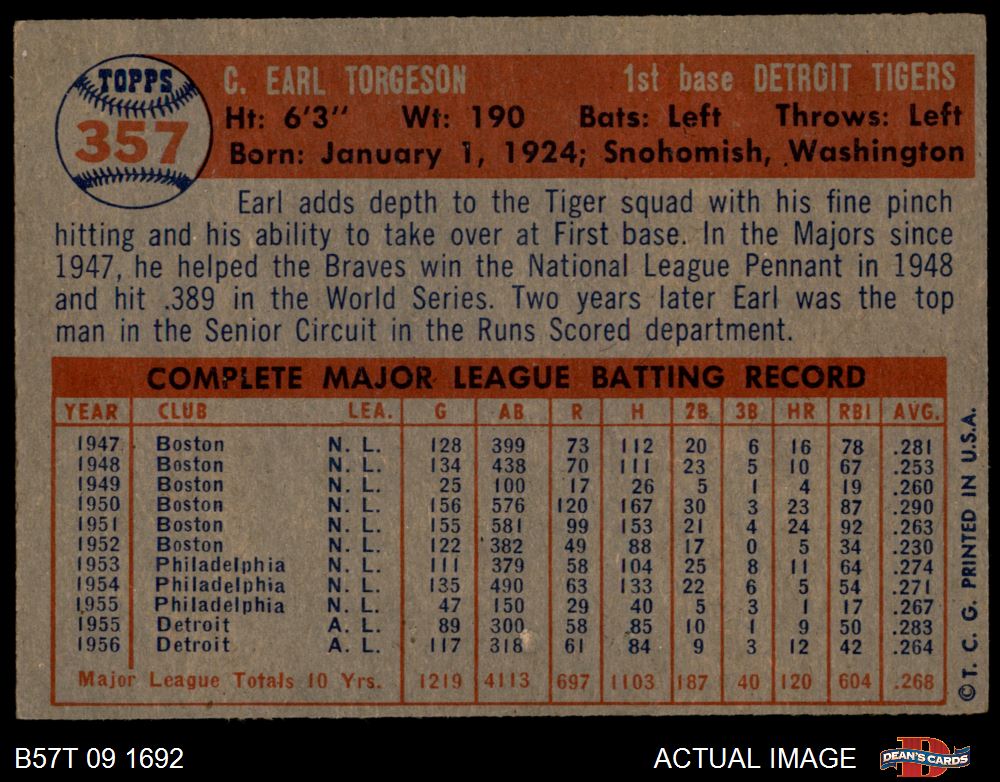 TOPPS
357
C. EARL TORGESON 1st base DETROIT TIGERS
Ht: 6'3" Wt: 190 Bats: Left Throws: Left
Born: January 1, 1924; Snohomish, Washington
Earl adds depth to the Tiger squad with his fine pinch
hitting and his ability to take over at First base. In the Majors since
1947, he helped the Braves win the National League Pennant in 1948
and hit .389 in the World Series. Two years later Earl was the top
man in the Senior Circuit in the Runs Scored department.
COMPLETE MAJOR LEAGUE BATTING RECORD
YEAR CLUB LEA. G AB R H 2B 3B HR RBI AVG.
1947 Boston N. L. 128 399 73 112 20 6 16 78 .281
1948 Boston N. L. 134 438 70 111 23 5 10 67 .253
1949 Boston N. L. 25 100 17 26 5 1 4 19 .260
1950 Boston N. L. 156 576 120 167 30 3 23 87 .290
1951 Boston N. L. 155 581 99 153 21 4 24 92 .263
1952 Boston N. L. 122 382 49 88 17 0 5 34 .230
1953 Philadelphia N. L. 111 379 58 104 25 8 11 64 .274
1954 Philadelphia N. L. 135 490 63 133 22 6 5 54 .271
1955 Philadelphia N. L. 47 150 29 40 5 3 1 17 .267
1955 Detroit A. L. 89 300 58 85 10 1 9 50 .283
1956 Detroit A. L. 117 318 61 84 9 3 12 42 .264
Major League Totals 10 Yrs. 1219 4113 697 1103 187 40 120 604 .268
© T. C. G. PRINTED IN U.S.A.
B57T 09 1692 ACTUAL IMAGE DEAN'S CARDS